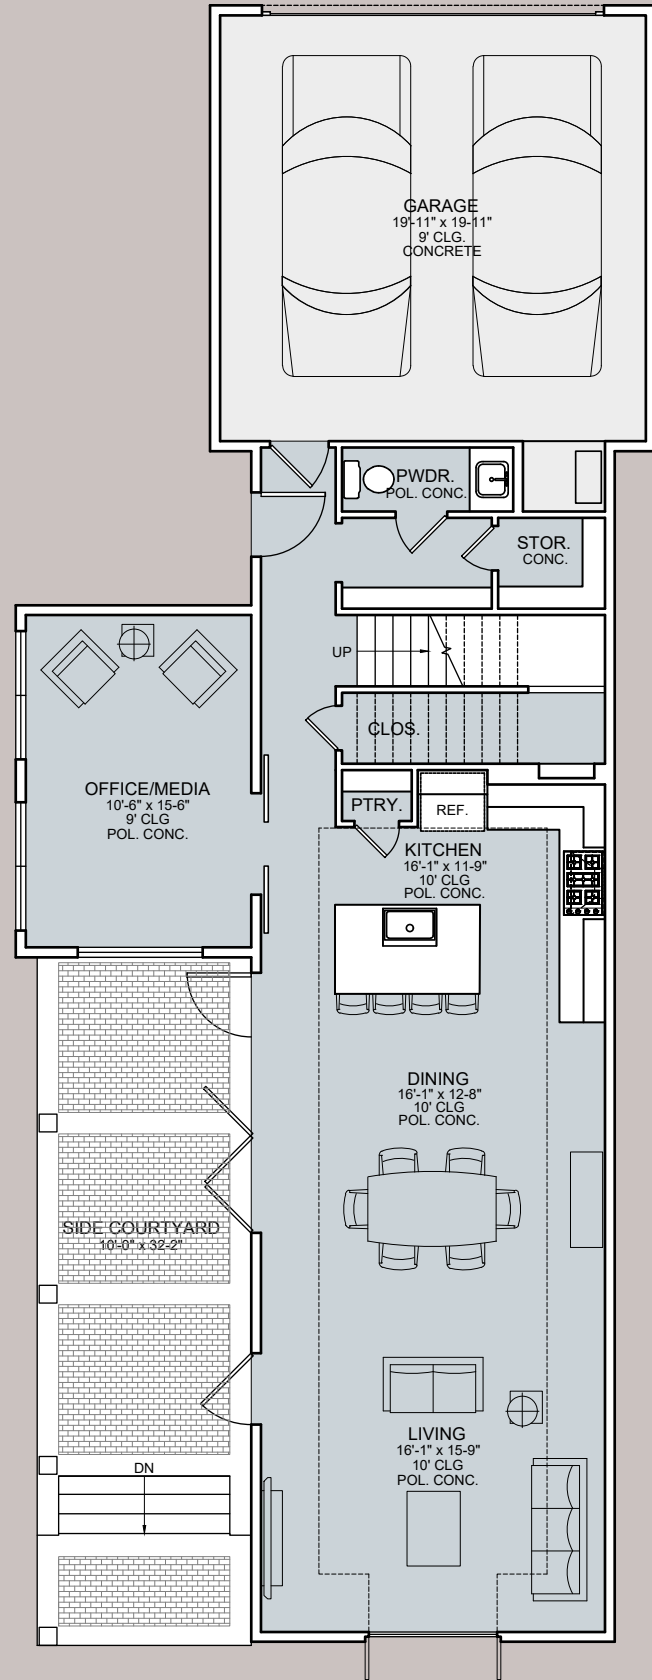 GARAGE
19'-11" x 19-11"
9' CLG.
CONCRETE
PWDR.
POL. CONC.
STOR.
CONC.
UP
CLOS.
OFFICE/MEDIA
10'-6" x 15'-6"
9' CLG
POL. CONC.
PTRY.
REF.
KITCHEN
16'-1" x 11'-9"
10' CLG
POL. CONC.
DINING
16'-1" x 12'-8"
10' CLG
POL. CONC.
SIDE COURTYARD
10'-0" x 32'-2"
LIVING
16'-1" x 15'-9"
10' CLG
POL. CONC.
DN